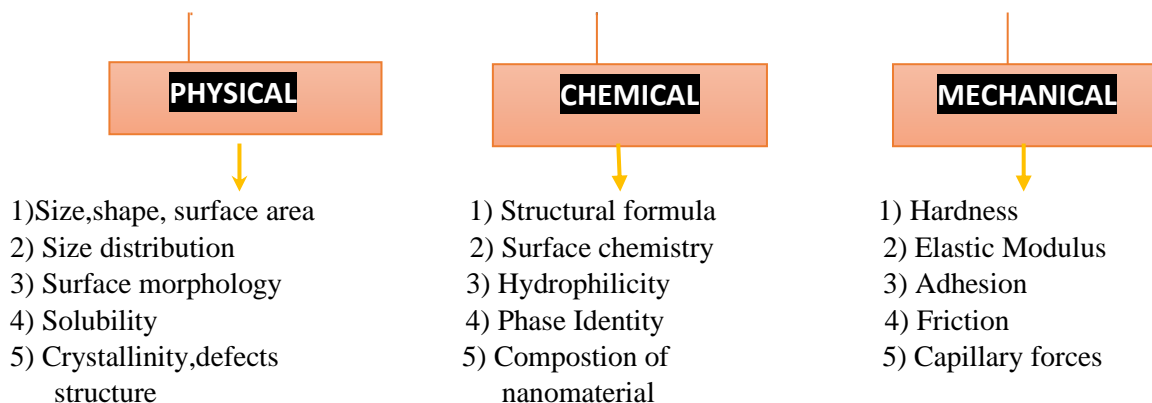 PHYSICAL
1)Size,shape, surface area
2) Size distribution
3) Surface morphology
4) Solubility
5) Crystallinity,defects
structure
CHEMICAL
1) Structural formula
2) Surface chemistry
3) Hydrophilicity
4) Phase Identity
5) Compostion of
nanomaterial
MECHANICAL
1) Hardness
2) Elastic Modulus
3) Adhesion
4) Friction
5) Capillary forces